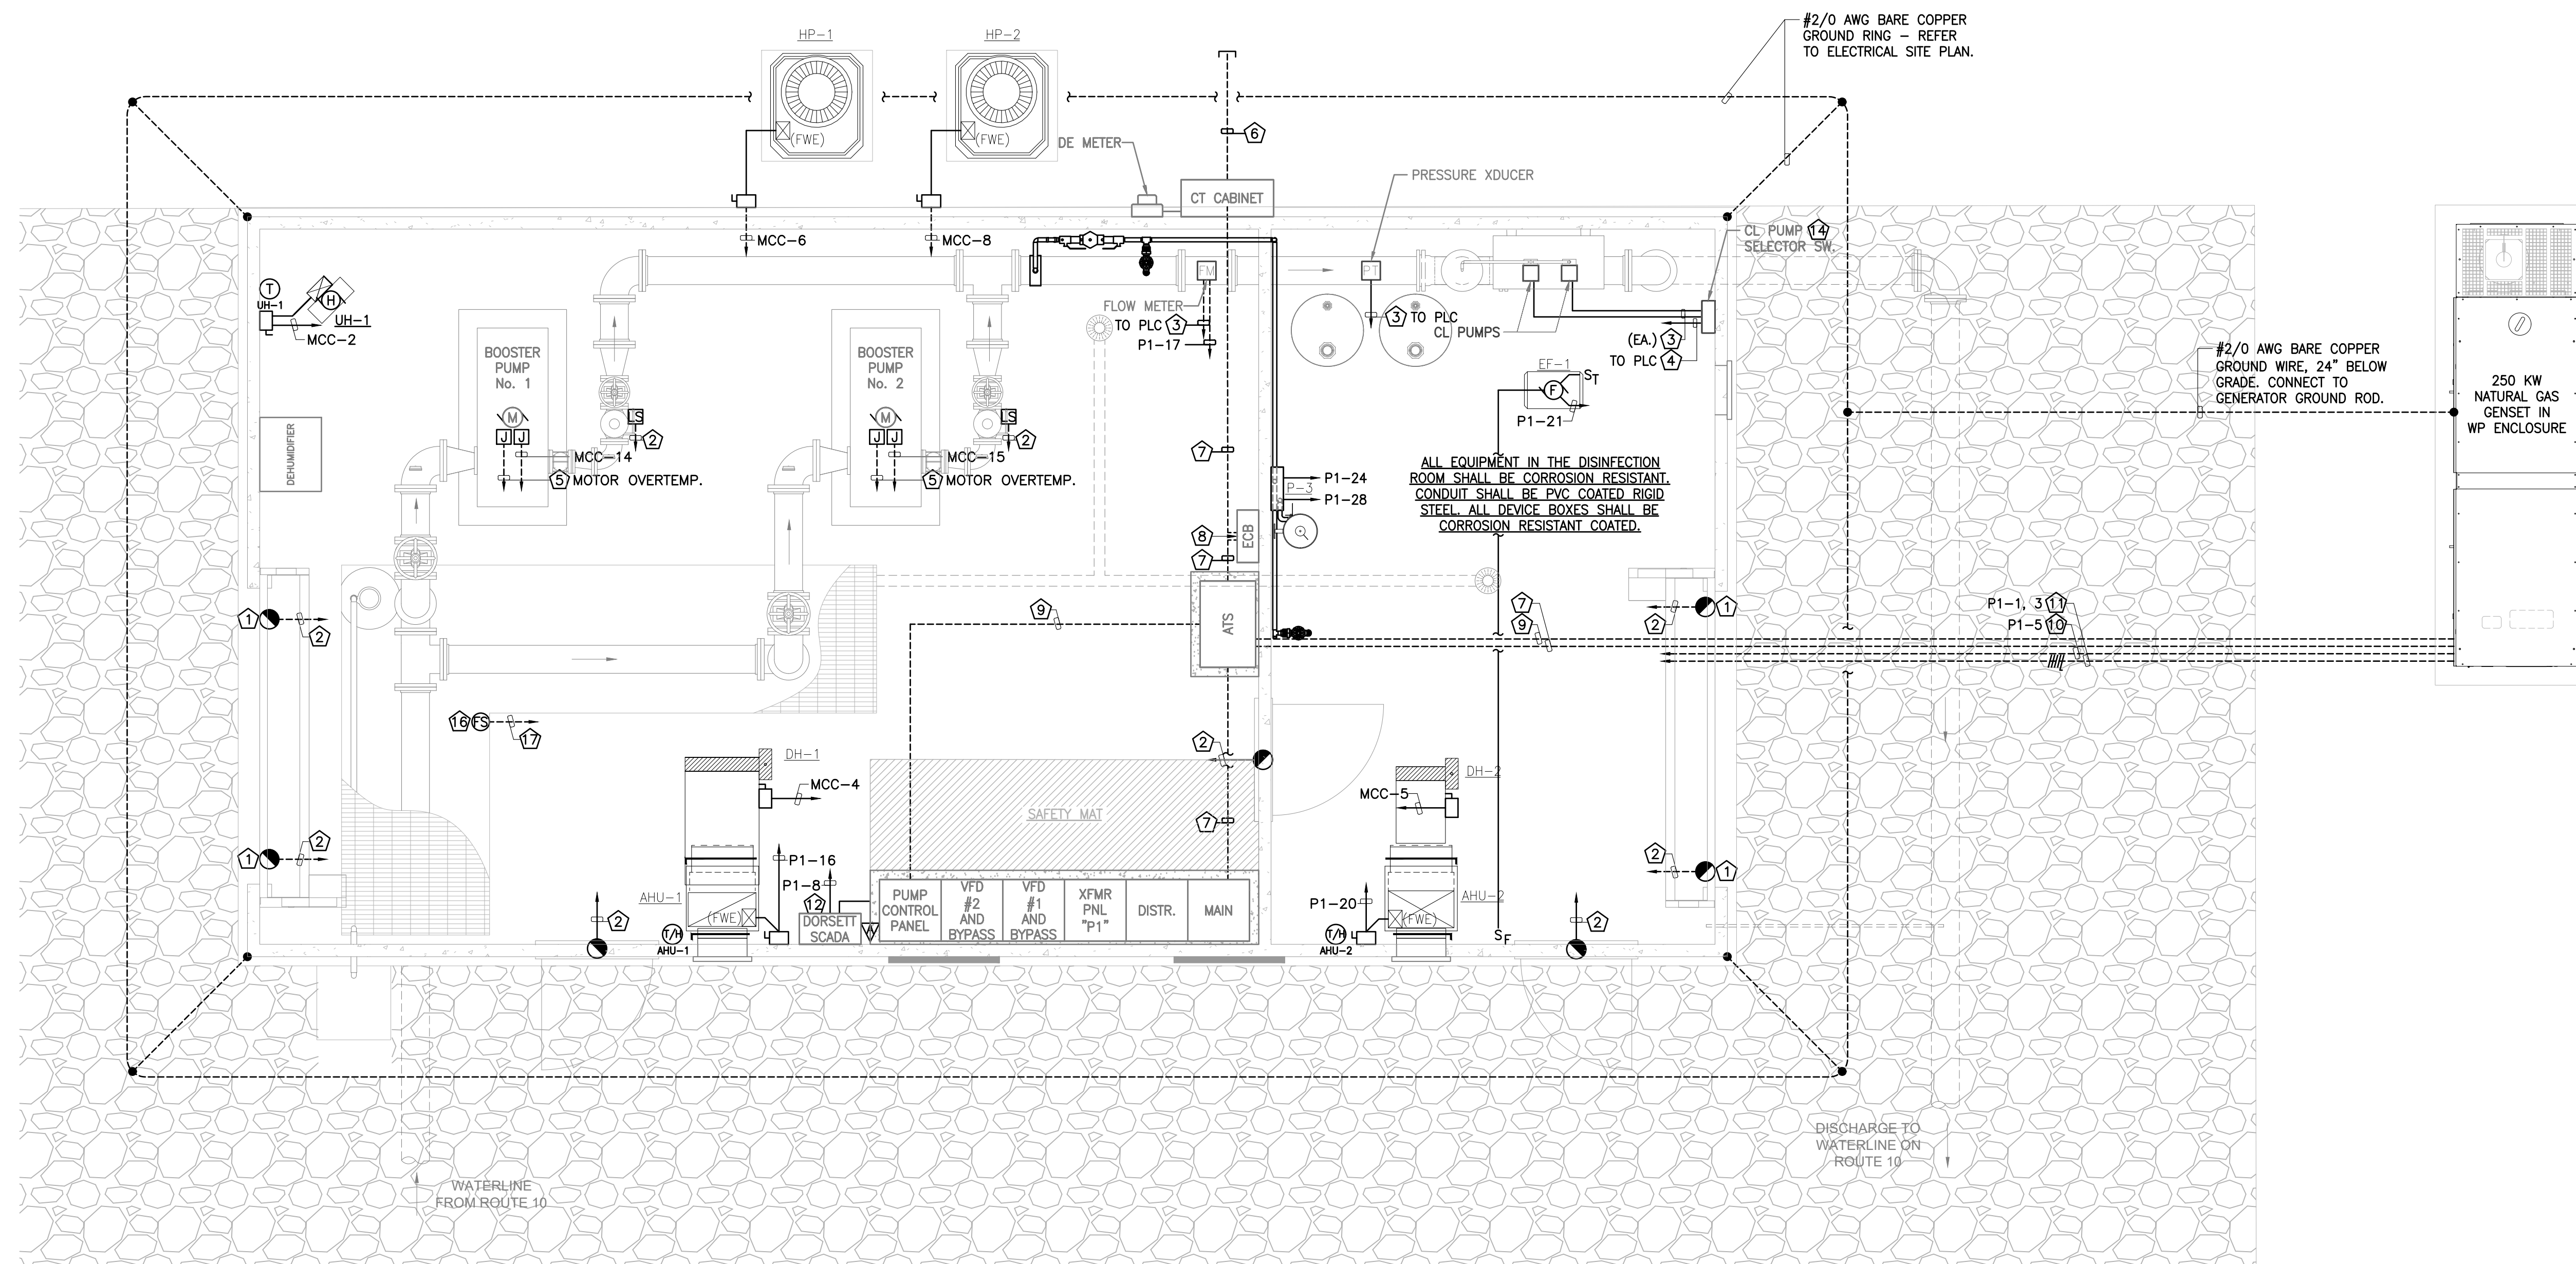 HP-1
HP-2
#2/0 AWG BARE COPPER
GROUND RING - REFER
TO ELECTRICAL SITE PLAN.
(FWE)
(FWE)
6
DE METER
CT CABINET
PRESSURE XDUCER
MCC-6
MCC-8
CL PUMP 14
SELECTOR SW.
T
UH-1
H
UH-1
MCC-2
FM
PT
FLOW METER
TO PLC 3
P1-17
3 TO PLC
CL PUMPS
(EA.) 3
TO PLC 4
BOOSTER
PUMP
No. 1
M
J J
LS
2
MCC-14
5 MOTOR OVERTEMP.
BOOSTER
PUMP
No. 2
M
J J
LS
2
MCC-15
5 MOTOR OVERTEMP.
EF-1
F
ST
P1-21
#2/0 AWG BARE COPPER
GROUND WIRE, 24" BELOW
GRADE. CONNECT TO
GENERATOR GROUND ROD.
250 KW
NATURAL GAS
GENSET IN
WP ENCLOSURE
DEHUMIDIFIER
7
P1-24
P-3
P1-28
ALL EQUIPMENT IN THE DISINFECTION
ROOM SHALL BE CORROSION RESISTANT.
CONDUIT SHALL BE PVC COATED RIGID
STEEL. ALL DEVICE BOXES SHALL BE
CORROSION RESISTANT COATED.
8
ECB
7
ATS
9
1
2
7
9
2
1
P1-1, 3 11
P1-5 10
16 FS
17
2
DH-1
MCC-4
DH-2
MCC-5
SAFETY MAT
7
1
2
2
1
P1-16
P1-8
12
DORSETT
SCADA
AHU-1
(FWE)
T/H
AHU-1
2
PUMP
CONTROL
PANEL
VFD
#2
AND
BYPASS
VFD
#1
AND
BYPASS
XFMR
PNL
"P1"
DISTR.
MAIN
P1-20
AHU-2
(FWE)
T/H
AHU-2
SF
2
WATERLINE
FROM ROUTE 10
DISCHARGE TO
WATERLINE ON
ROUTE 10